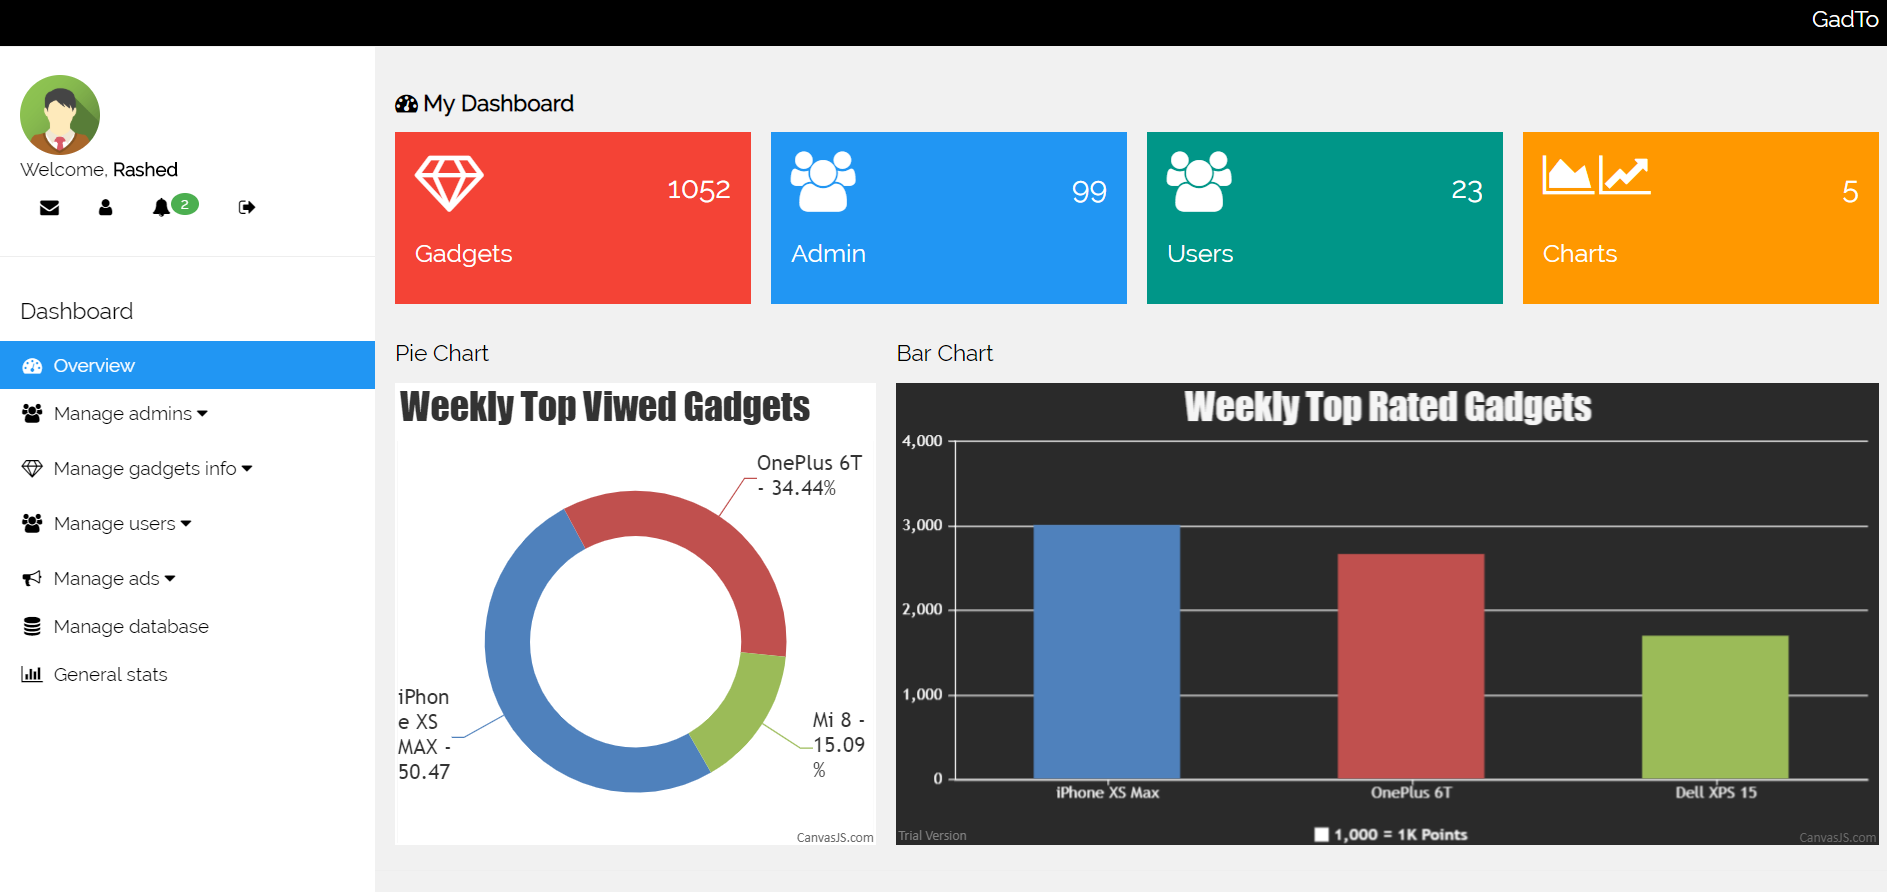 GadTo
Welcome, Rashed
2
Dashboard
Overview
Manage admins
Manage gadgets info
Manage users
Manage ads
Manage database
General stats
My Dashboard
1052
Gadgets
99
Admin
23
Users
5
Charts
Pie Chart
Weekly Top Viwed Gadgets
OnePlus 6T
- 34.44%
iPhon
e XS
MAX -
50.47
Mi 8 -
15.09
%
CanvasJS.com
Bar Chart
Weekly Top Rated Gadgets
4,000
3,000
2,000
1,000
0
iPhone XS Max
OnePlus 6T
Dell XPS 15
1,000 = 1K Points
Trial Version
CanvasJS.com